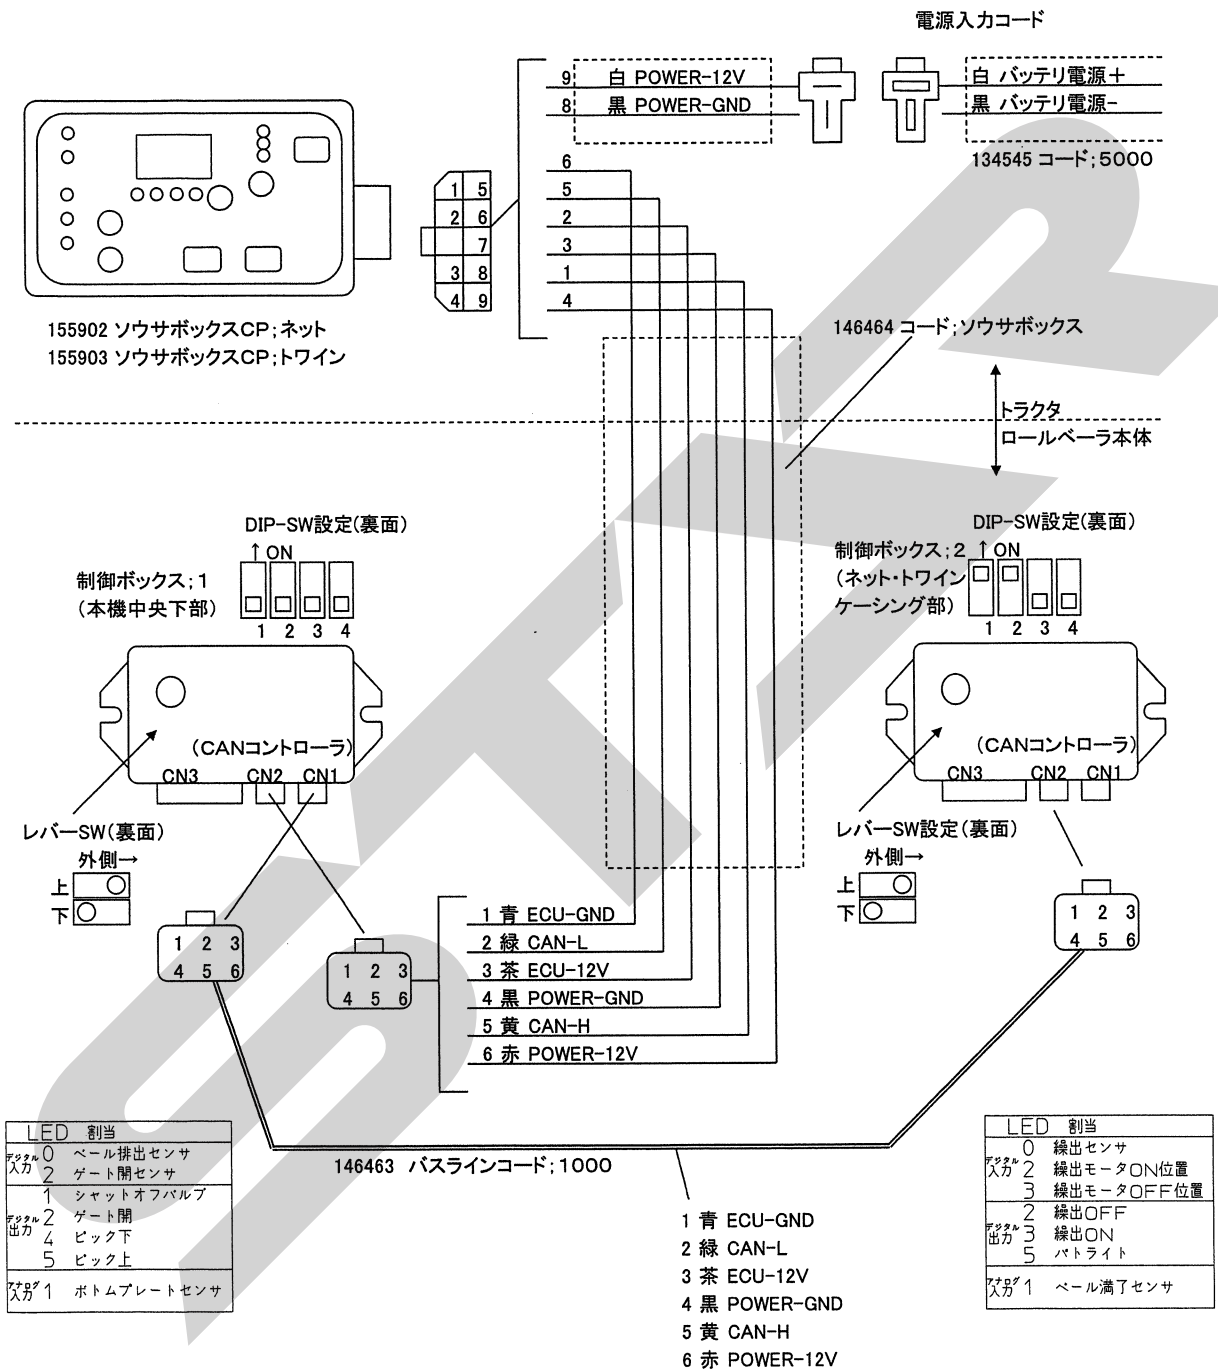 電源入力コード
9 白 POWER-12V
8 黒 POWER-GND
白 バッテリ電源+
黒 バッテリ電源-
134545 コード;5000
6
5
2
3
1
4
1 5
2 6
7
3 8
4 9
155902 ソウサボックスCP;ネット
155903 ソウサボックスCP;トワイン
146464 コード;ソウサボックス
トラクタ
ロールベーラ本体
DIP-SW設定(裏面)
↑ON
制御ボックス;1
(本機中央下部)
1 2 3 4
(CANコントローラ)
CN3 CN2 CN1
レバーSW(裏面)
外側→
上
下
DIP-SW設定(裏面)
制御ボックス;2 ↑ON
(ネット・トワイン
ケーシング部)
1 2 3 4
(CANコントローラ)
CN3 CN2 CN1
レバーSW設定(裏面)
外側→
上
下
1 2 3
4 5 6
1 2 3
4 5 6
1 2 3
4 5 6
1 青 ECU-GND
2 緑 CAN-L
3 茶 ECU-12V
4 黒 POWER-GND
5 黄 CAN-H
6 赤 POWER-12V
146463 バスラインコード;1000
1 青 ECU-GND
2 緑 CAN-L
3 茶 ECU-12V
4 黒 POWER-GND
5 黄 CAN-H
6 赤 POWER-12V
LED 割当
デジタル入力 0 ベール排出センサ
2 ゲート開センサ
デジタル出力 1 シャットオフバルブ
2 ゲート開
4 ピック下
5 ピック上
アナログ入力 1 ボトムプレートセンサ
LED 割当
デジタル入力 0 繰出センサ
2 繰出モータON位置
3 繰出モータOFF位置
デジタル出力 2 繰出OFF
3 繰出ON
5 パトライト
アナログ入力 1 ベール満了センサ
STAR